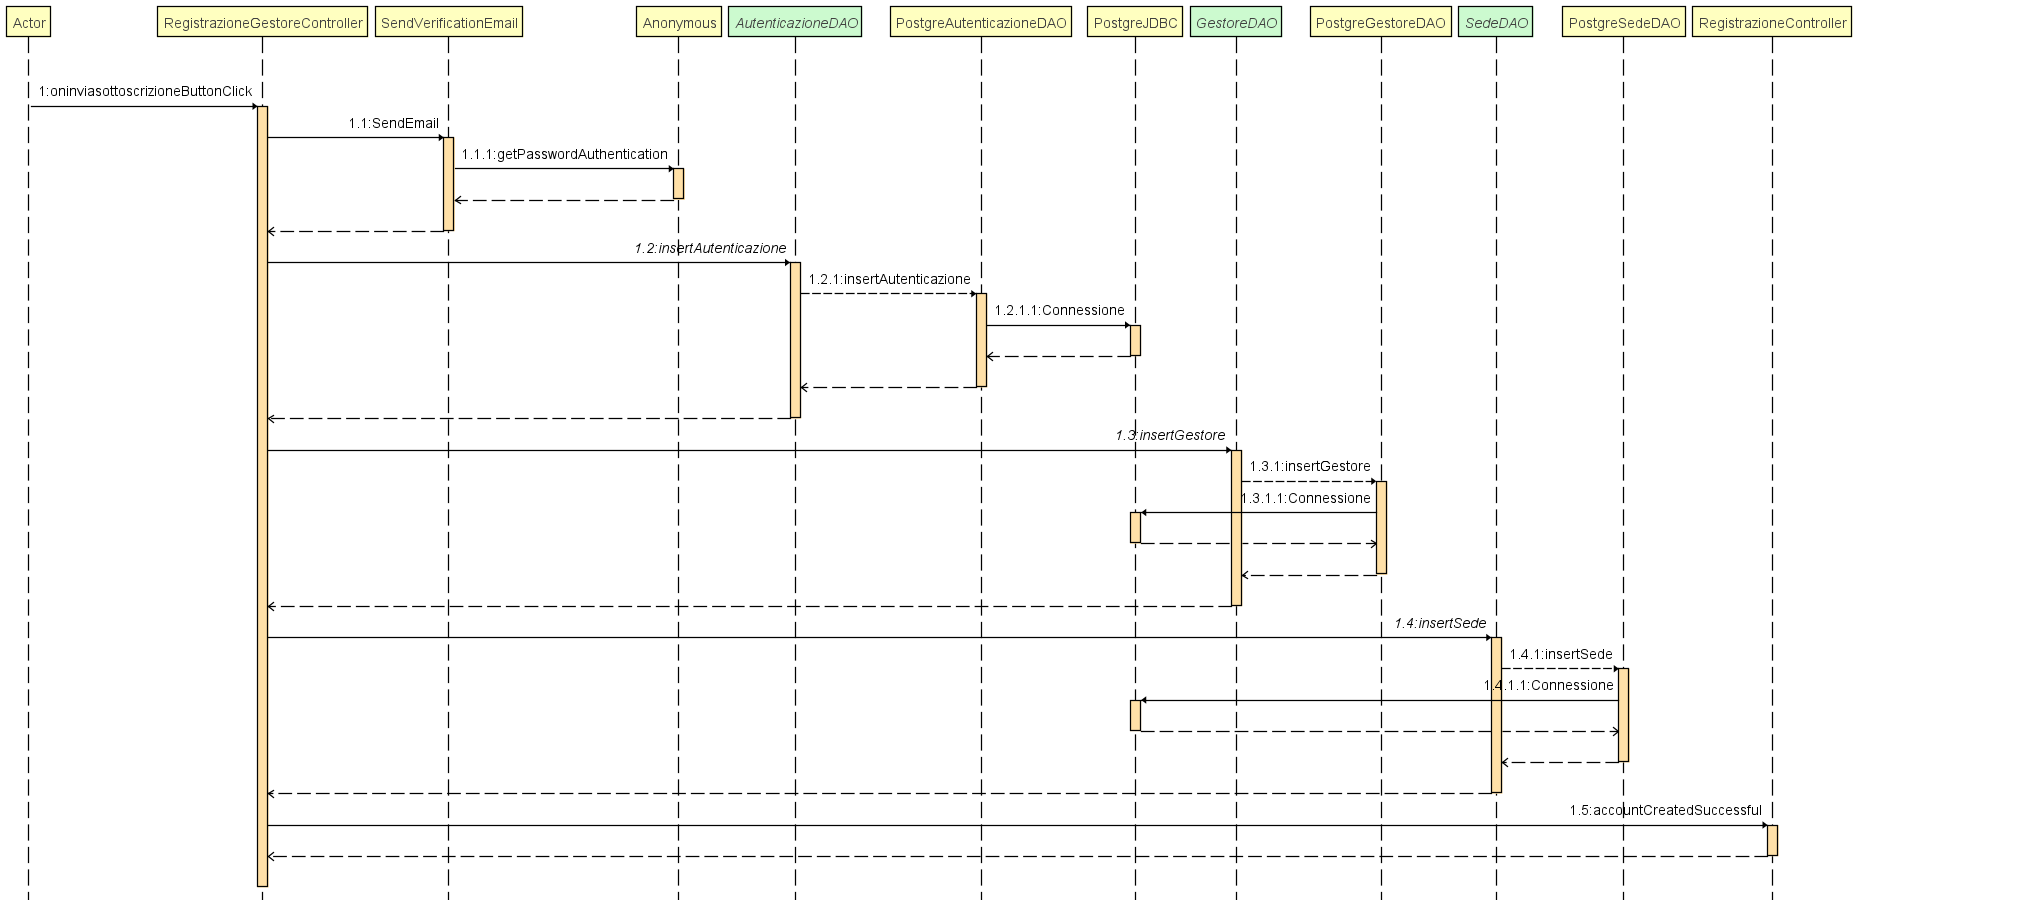 Actor
RegistrazioneGestoreController
SendVerificationEmail
Anonymous
AutenticazioneDAO
PostgreAutenticazioneDAO
PostgreJDBC
GestoreDAO
PostgreGestoreDAO
SedeDAO
PostgreSedeDAO
RegistrazioneController
1:oninviasottoscrizioneButtonClick
1.1:SendEmail
1.1.1:getPasswordAuthentication
1.2:insertAutenticazione
1.2.1:insertAutenticazione
1.2.1.1:Connessione
1.3:insertGestore
1.3.1:insertGestore
1.3.1.1:Connessione
1.4:insertSede
1.4.1:insertSede
1.4.1.1:Connessione
1.5:accountCreatedSuccessful